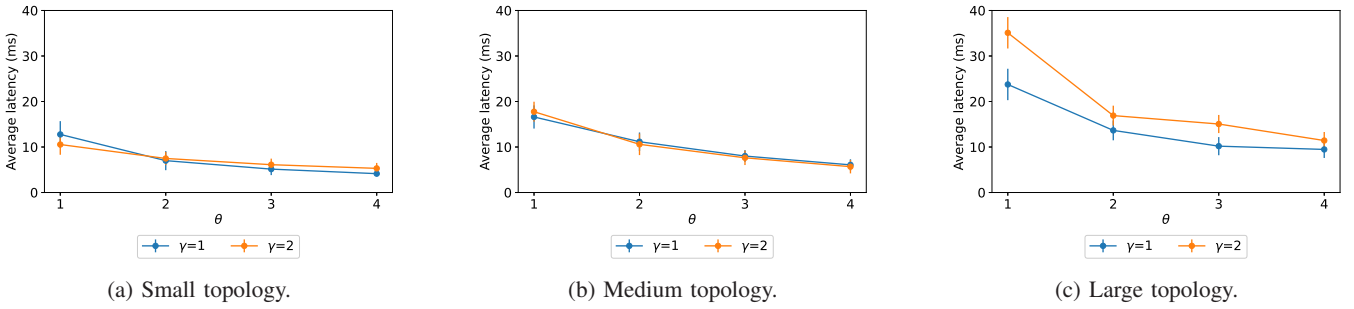 40
30
20
10
0
Average latency (ms)
1 2 3 4
θ
γ=1 γ=2
(a) Small topology.
40
30
20
10
0
Average latency (ms)
1 2 3 4
θ
γ=1 γ=2
(b) Medium topology.
40
30
20
10
0
Average latency (ms)
1 2 3 4
θ
γ=1 γ=2
(c) Large topology.